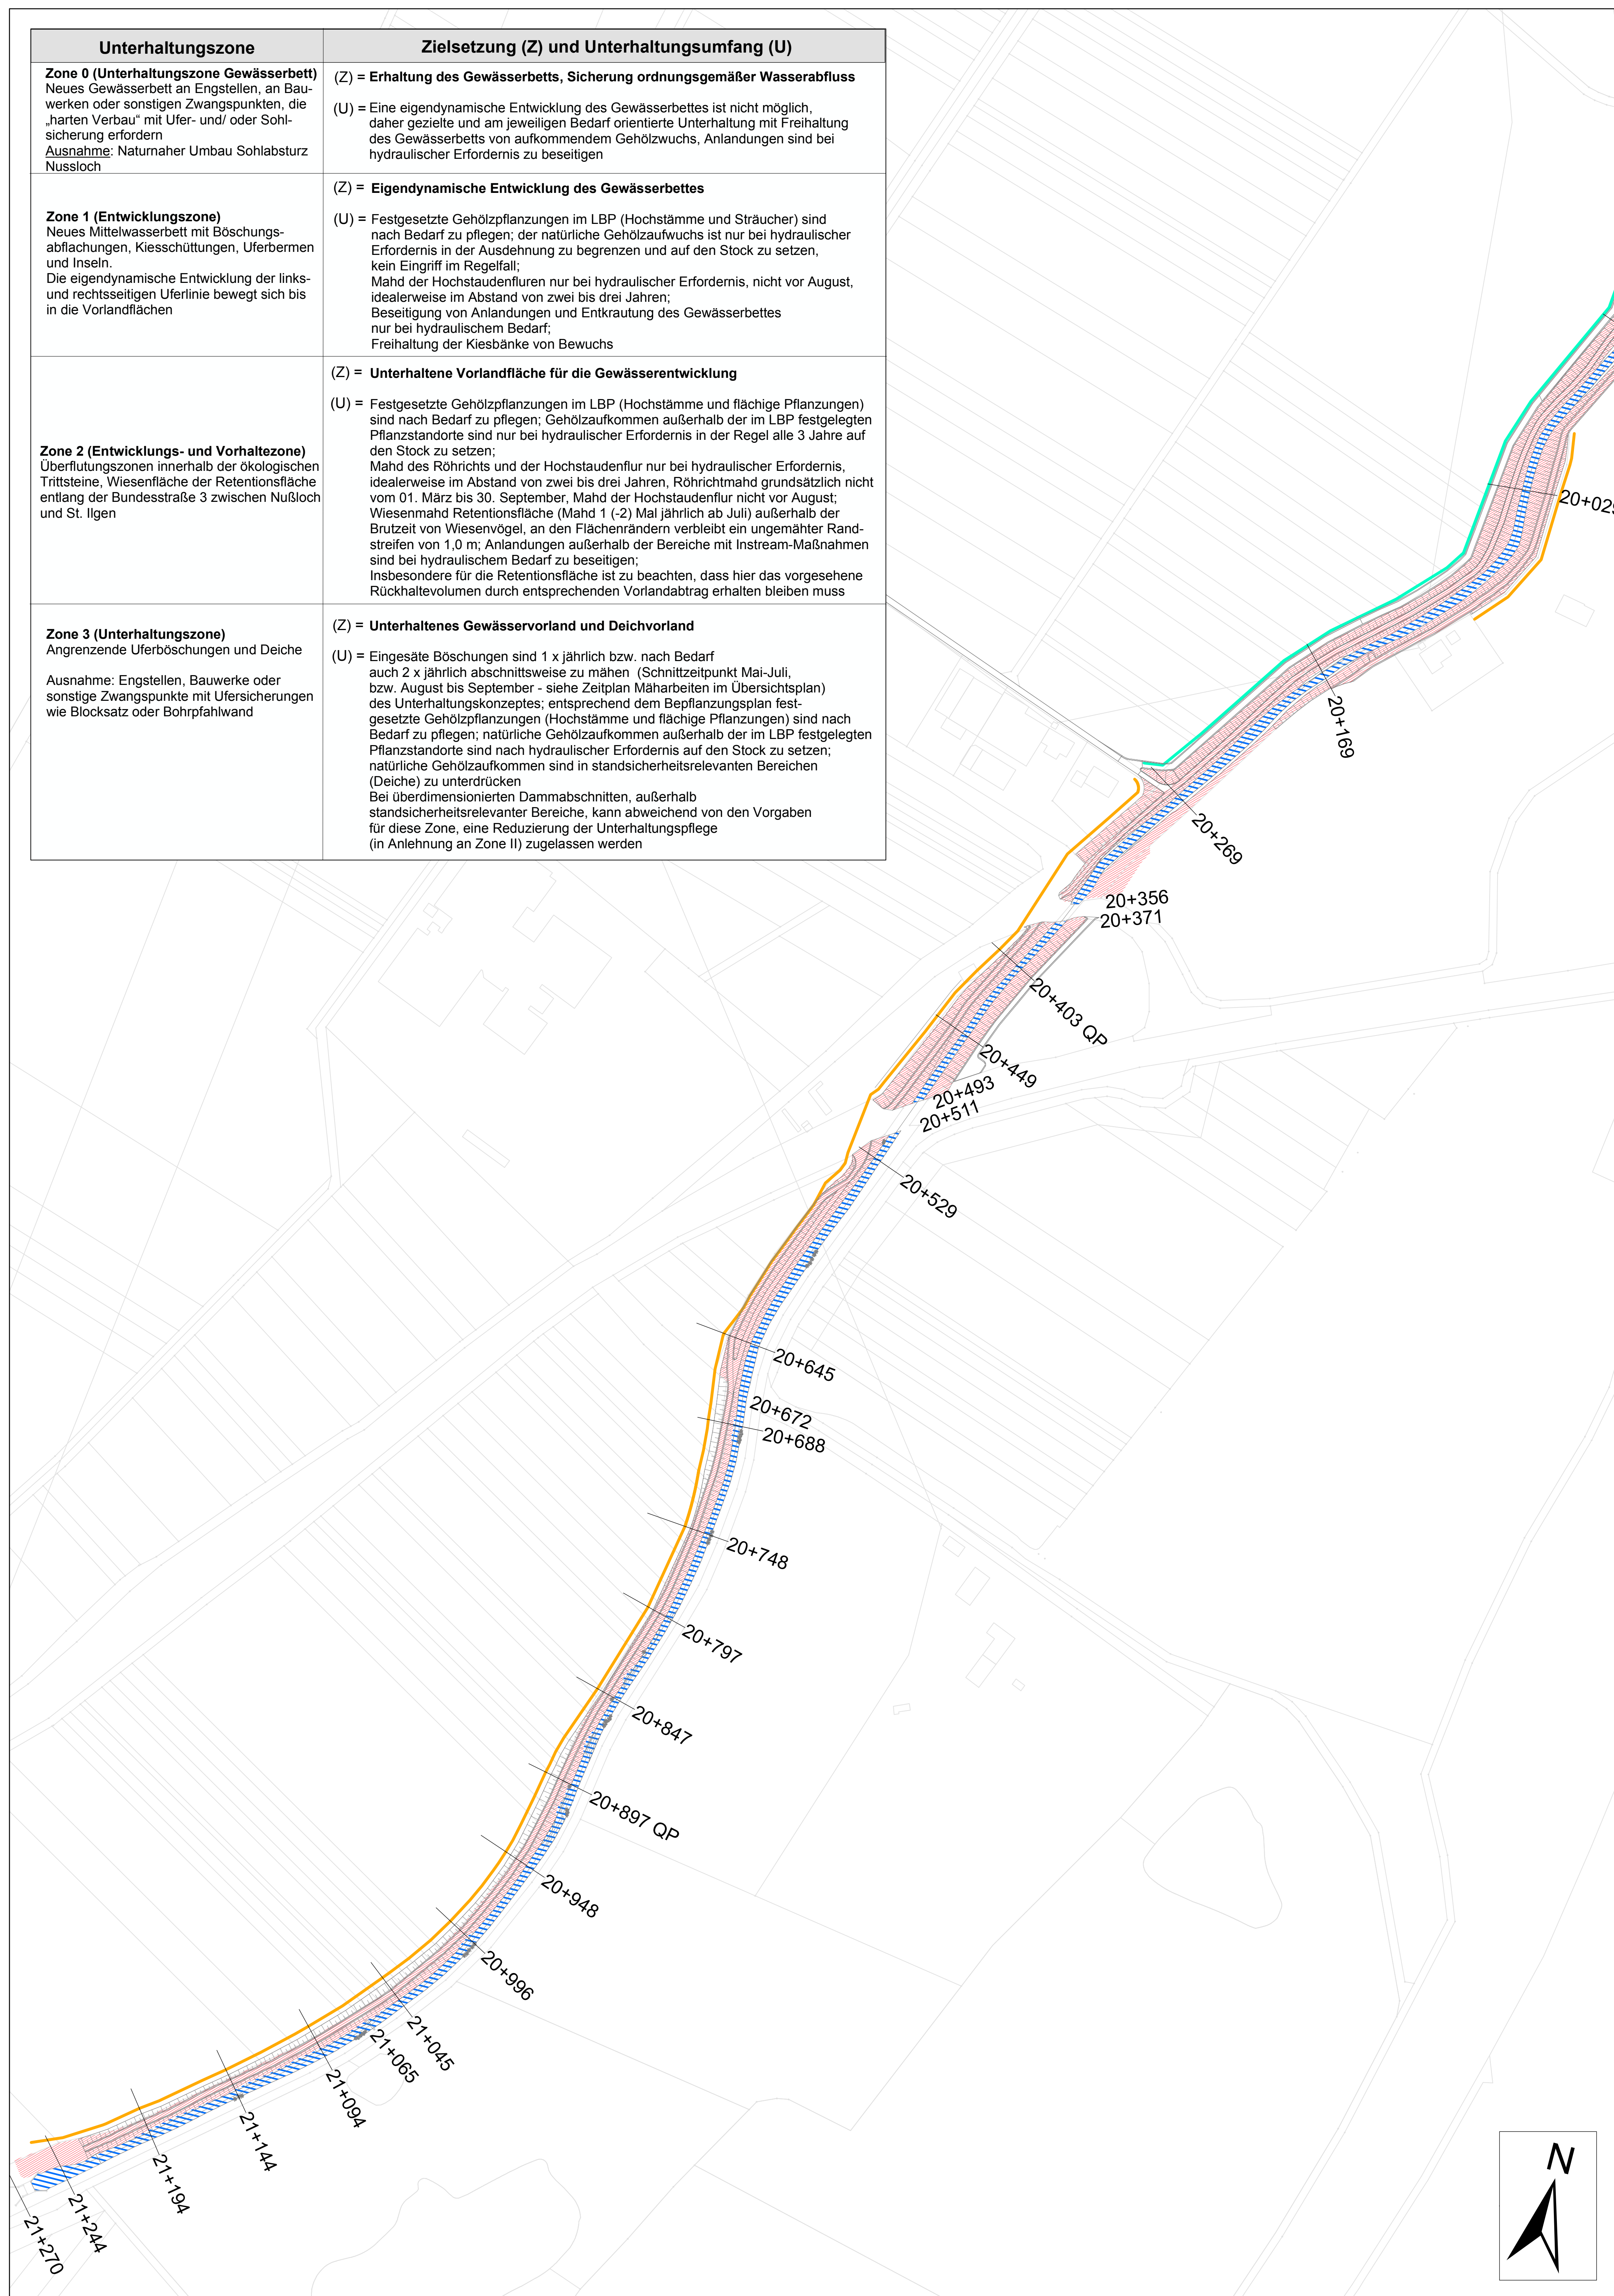 Unterhaltungszone
Zielsetzung (Z) und Unterhaltungsumfang (U)
Zone 0 (Unterhaltungszone Gewässerbett)
Neues Gewässerbett an Engstellen, an Bau-
werken oder sonstigen Zwangspunkten, die
„harten Verbau“ mit Ufer- und/ oder Sohl-
sicherung erfordern
Ausnahme: Naturnaher Umbau Sohlabsturz
Nussloch
(Z) = Erhaltung des Gewässerbetts, Sicherung ordnungsgemäßer Wasserabfluss
(U) = Eine eigendynamische Entwicklung des Gewässerbettes ist nicht möglich,
daher gezielte und am jeweiligen Bedarf orientierte Unterhaltung mit Freihaltung
des Gewässerbetts von aufkommendem Gehölzwuchs, Anlandungen sind bei
hydraulischer Erfordernis zu beseitigen
Zone 1 (Entwicklungszone)
Neues Mittelwasserbett mit Böschungs-
abflachungen, Kiesschüttungen, Uferbermen
und Inseln.
Die eigendynamische Entwicklung der links-
und rechtsseitigen Uferlinie bewegt sich bis
in die Vorlandflächen
(Z) = Eigendynamische Entwicklung des Gewässerbettes
(U) = Festgesetzte Gehölzpflanzungen im LBP (Hochstämme und Sträucher) sind
nach Bedarf zu pflegen; der natürliche Gehölzaufwuchs ist nur bei hydraulischer
Erfordernis in der Ausdehnung zu begrenzen und auf den Stock zu setzen,
kein Eingriff im Regelfall;
Mahd der Hochstaudenfluren nur bei hydraulischer Erfordernis, nicht vor August,
idealerweise im Abstand von zwei bis drei Jahren;
Beseitigung von Anlandungen und Entkrautung des Gewässerbettes
nur bei hydraulischem Bedarf;
Freihaltung der Kiesbänke von Bewuchs
Zone 2 (Entwicklungs- und Vorhaltezone)
Überflutungszonen innerhalb der ökologischen
Trittsteine, Wiesenfläche der Retentionsfläche
entlang der Bundesstraße 3 zwischen Nußloch
und St. Ilgen
(Z) = Unterhaltene Vorlandfläche für die Gewässerentwicklung
(U) = Festgesetzte Gehölzpflanzungen im LBP (Hochstämme und flächige Pflanzungen)
sind nach Bedarf zu pflegen; Gehölzaufkommen außerhalb der im LBP festgelegten
Pflanzstandorte sind nur bei hydraulischer Erfordernis in der Regel alle 3 Jahre auf
den Stock zu setzen;
Mahd des Röhrichts und der Hochstaudenflur nur bei hydraulischer Erfordernis,
idealerweise im Abstand von zwei bis drei Jahren, Röhrichtmahd grundsätzlich nicht
vom 01. März bis 30. September, Mahd der Hochstaudenflur nicht vor August;
Wiesenmahd Retentionsfläche (Mahd 1 (-2) Mal jährlich ab Juli) außerhalb der
Brutzeit von Wiesenvögel, an den Flächenrändern verbleibt ein ungemähter Rand-
streifen von 1,0 m; Anlandungen außerhalb der Bereiche mit Instream-Maßnahmen
sind bei hydraulischem Bedarf zu beseitigen;
Insbesondere für die Retentionsfläche ist zu beachten, dass hier das vorgesehene
Rückhaltevolumen durch entsprechenden Vorlandabtrag erhalten bleiben muss
Zone 3 (Unterhaltungszone)
Angrenzende Uferböschungen und Deiche
Ausnahme: Engstellen, Bauwerke oder
sonstige Zwangspunkte mit Ufersicherungen
wie Blocksatz oder Bohrpfahlwand
(Z) = Unterhaltenes Gewässervorland und Deichvorland
(U) = Eingesäte Böschungen sind 1 x jährlich bzw. nach Bedarf
auch 2 x jährlich abschnittsweise zu mähen (Schnittzeitpunkt Mai-Juli,
bzw. August bis September - siehe Zeitplan Mäharbeiten im Übersichtsplan)
des Unterhaltungskonzeptes; entsprechend dem Bepflanzungsplan fest-
gesetzte Gehölzpflanzungen (Hochstämme und flächige Pflanzungen) sind nach
Bedarf zu pflegen; natürliche Gehölzaufkommen außerhalb der im LBP festgelegten
Pflanzstandorte sind nach hydraulischer Erfordernis auf den Stock zu setzen;
natürliche Gehölzaufkommen sind in standsicherheitsrelevanten Bereichen
(Deiche) zu unterdrücken
Bei überdimensionierten Dammabschnitten, außerhalb
standsicherheitsrelevanter Bereiche, kann abweichend von den Vorgaben
für diese Zone, eine Reduzierung der Unterhaltungspflege
(in Anlehnung an Zone II) zugelassen werden
20+029
20+169
20+269
20+356
20+371
20+403 QP
20+449
20+493
20+511
20+529
20+645
20+672
20+688
20+748
20+797
20+847
20+897 QP
20+948
20+996
21+045
21+065
21+094
21+144
21+194
21+244
21+270
N